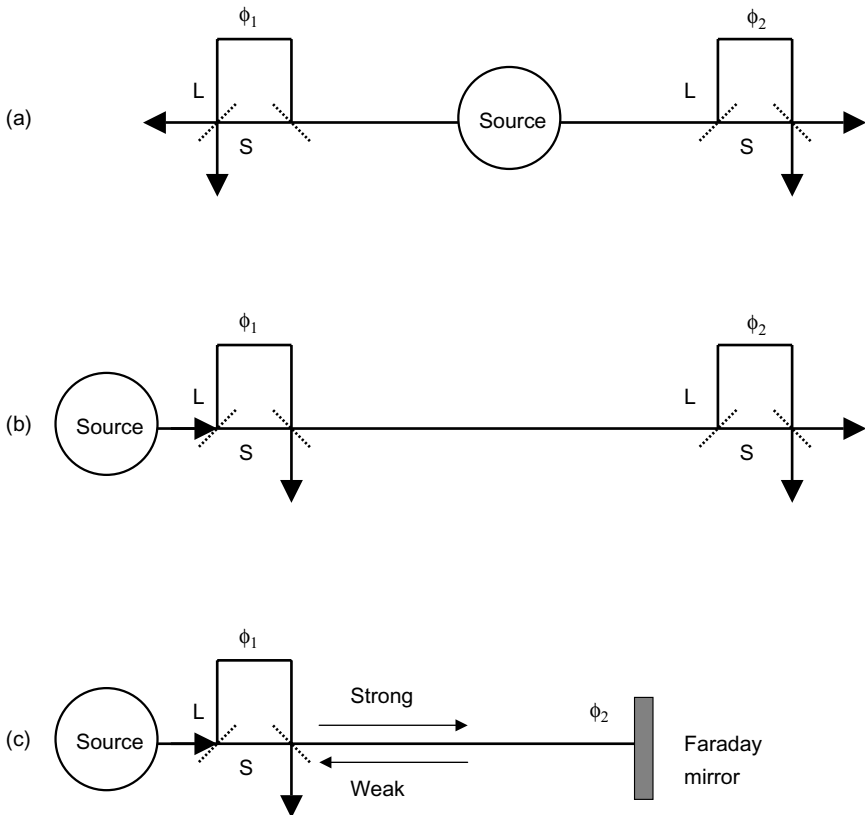 ϕ1 ϕ2
L L
(a) Source
S S
ϕ1 ϕ2
L L
(b) Source
S S
ϕ1
Strong
L ϕ2
(c) Source Faraday
S mirror
Weak